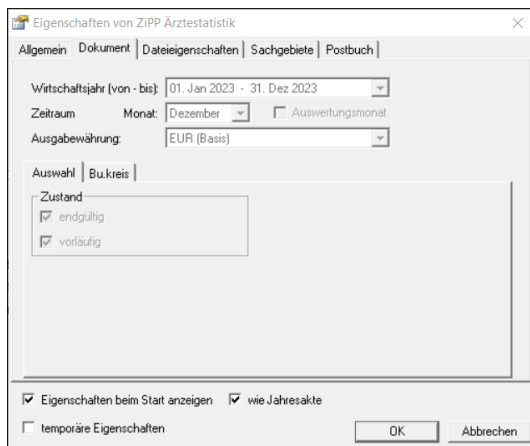 Eigenschaften von ZiPP Ärztestatistik
Allgemein Dokument Dateieigenschaften Sachgebiete Postbuch
Wirtschaftsjahr (von - bis): 01. Jan 2023 - 31. Dez 2023
Zeitraum Monat: Dezember Auswertungsmonat
Ausgabewährung: EUR (Basis)
Auswahl Bu.kreis
Zustand
endgültig
vorläufig
Eigenschaften beim Start anzeigen wie Jahresakte
temporäre Eigenschaften OK Abbrechen